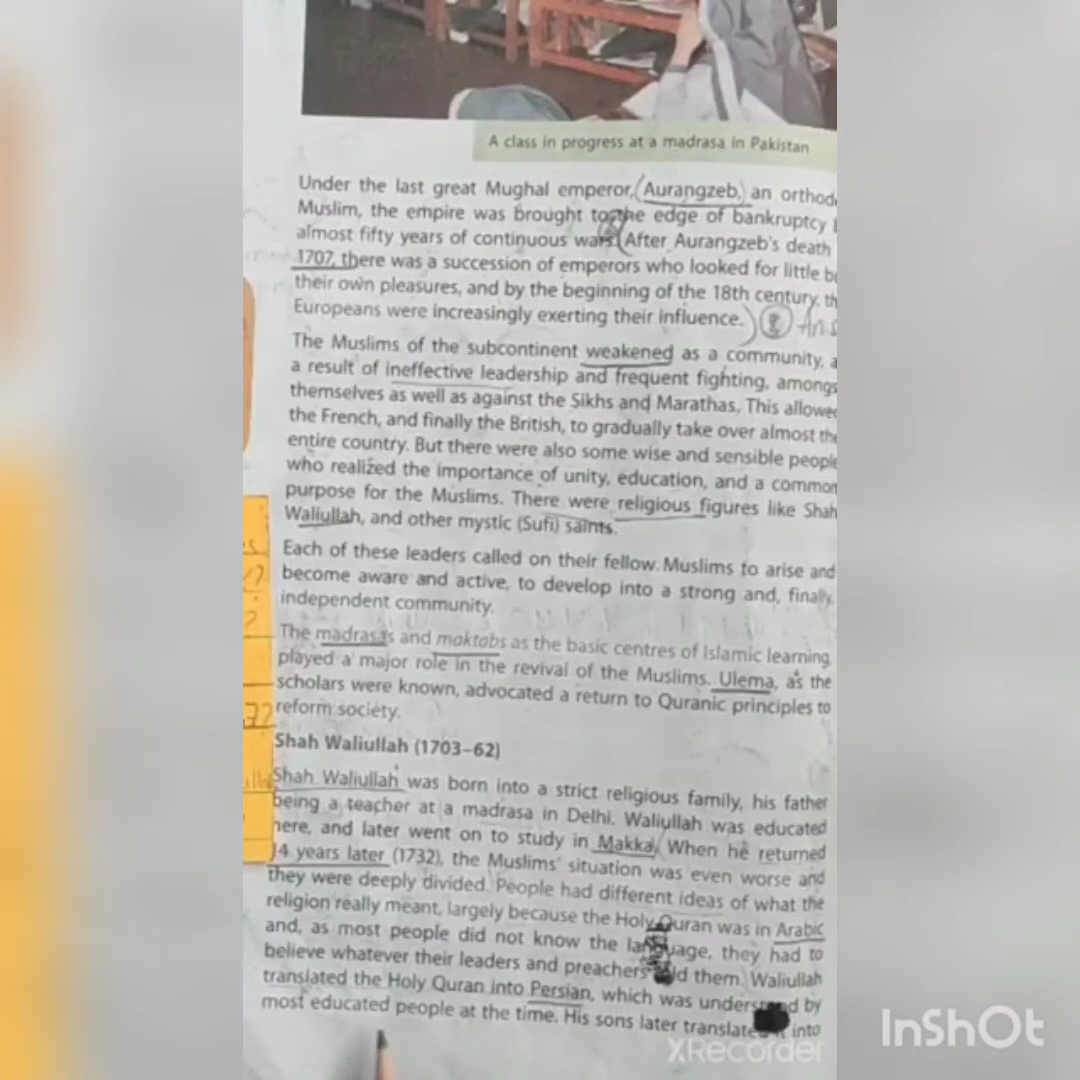 A class in progress at a madrasa in Pakistan
Under the last great Mughal emperor, Aurangzeb, an orthod
Muslim, the empire was brought to the edge of bankruptcy
almost fifty years of continuous wars. After Aurangzeb's death
1707, there was a succession of emperors who looked for little b
their own pleasures, and by the beginning of the 18th century, th
Europeans were increasingly exerting their influence. Ans
The Muslims of the subcontinent weakened as a community, a
a result of ineffective leadership and frequent fighting, amongs
themselves as well as against the Sikhs and Marathas. This allowe
the French, and finally the British, to gradually take over almost the
entire country. But there were also some wise and sensible people
who realized the importance of unity, education, and a common
purpose for the Muslims. There were religious figures like Shah
Waliullah, and other mystic (Sufi) saints.
Each of these leaders called on their fellow Muslims to arise and
become aware and active, to develop into a strong and, finally,
independent community.
The madrasas and maktabs as the basic centres of Islamic learning
played a major role in the revival of the Muslims. Ulema, as the
scholars were known, advocated a return to Quranic principles to
reform society.
Shah Waliullah (1703–62)
Shah Waliullah was born into a strict religious family, his father
being a teacher at a madrasa in Delhi. Waliullah was educated
here, and later went on to study in Makka. When he returned
14 years later (1732), the Muslims' situation was even worse and
they were deeply divided. People had different ideas of what the
religion really meant, largely because the Holy Quran was in Arabic
and, as most people did not know the language, they had to
believe whatever their leaders and preachers told them. Waliullah
translated the Holy Quran into Persian, which was understood by
most educated people at the time. His sons later translated it into
InShOt
XRecorder